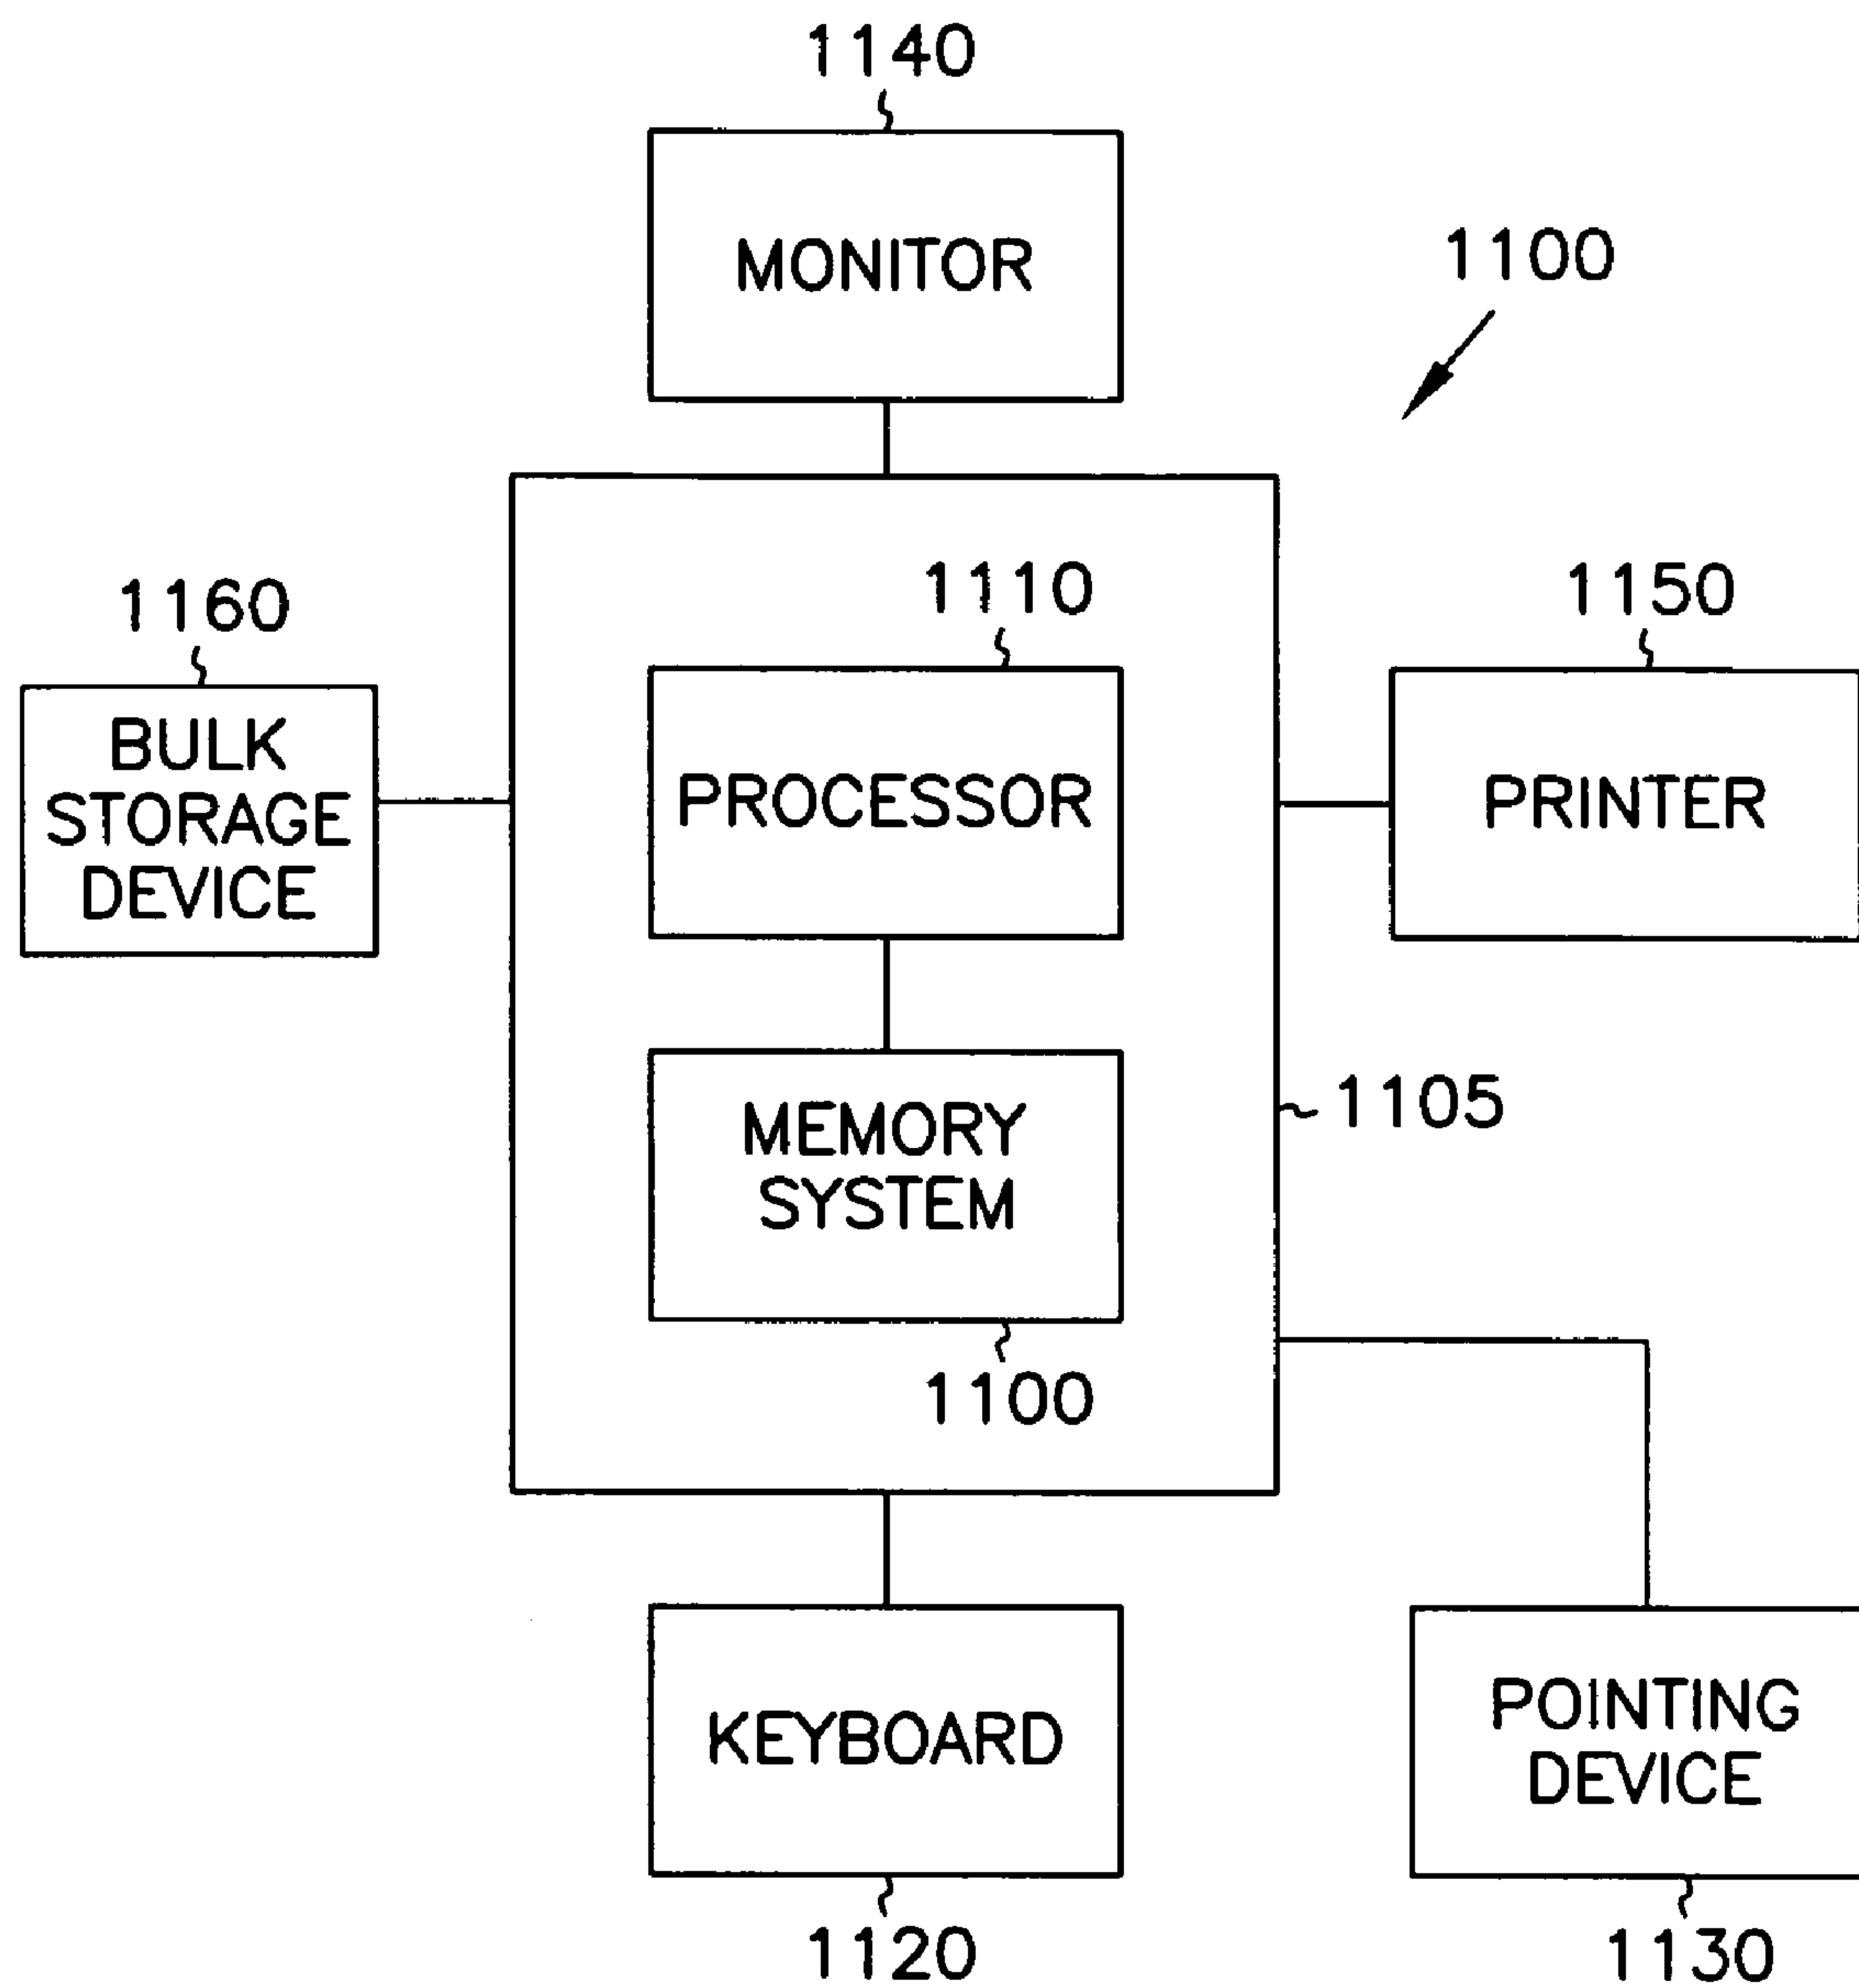 1140
MONITOR
1100
1160
BULK
STORAGE
DEVICE
1110
PROCESSOR
1150
PRINTER
MEMORY
SYSTEM
1105
1100
KEYBOARD
1120
POINTING
DEVICE
1130